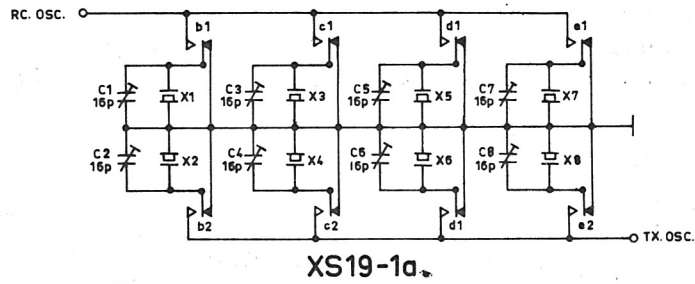 RC. OSC.
b1 c1 d1 e1
C1 16p X1 C3 16p X3 C5 16p X5 C7 16p X7
C2 16p X2 C4 16p X4 C6 16p X6 C8 16p X8
b2 c2 d1 e2
TX. OSC.
XS19-1a.